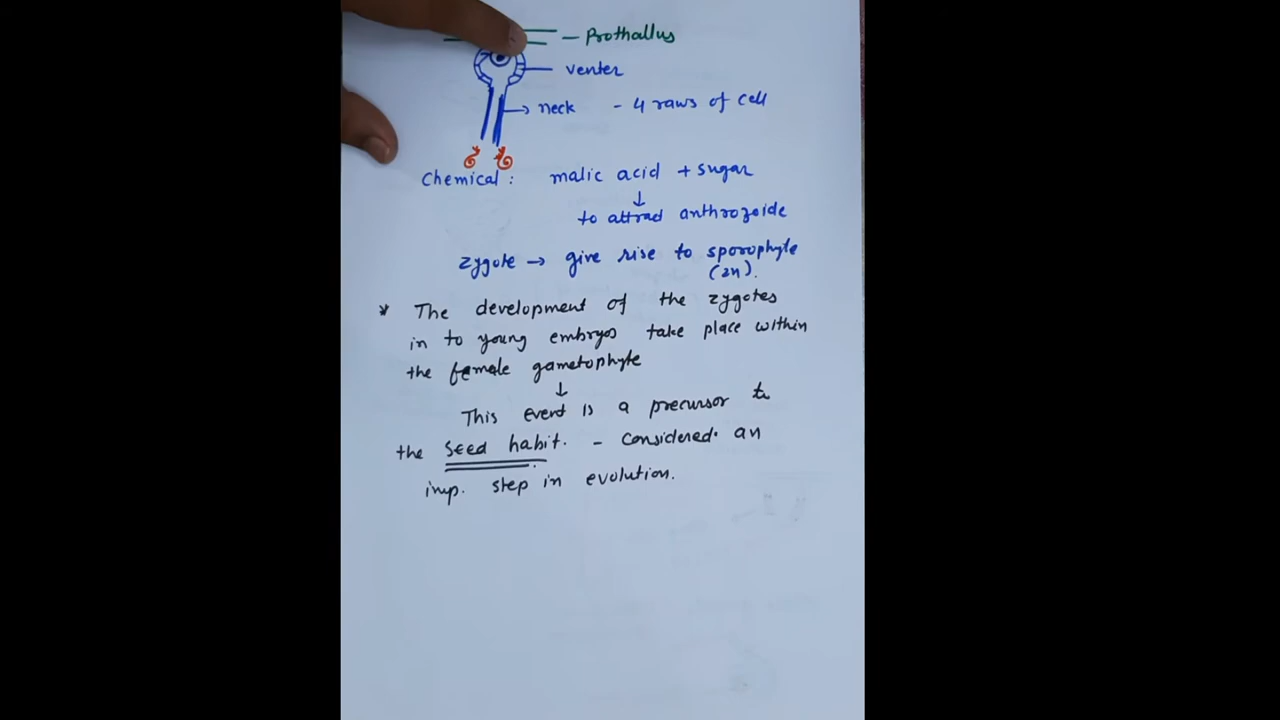 - Prothallus
venter
neck - 4 raws of cell
Chemical : malic acid + sugar
↓
to attrad anthrozoide
zygote → give rise to sporophyte
(2n).
* The development of the zygotes
in to young embryos take place within
the female gametophyte
↓
This event is a precursor to
the seed habit. - considered an
imp. step in evolution.